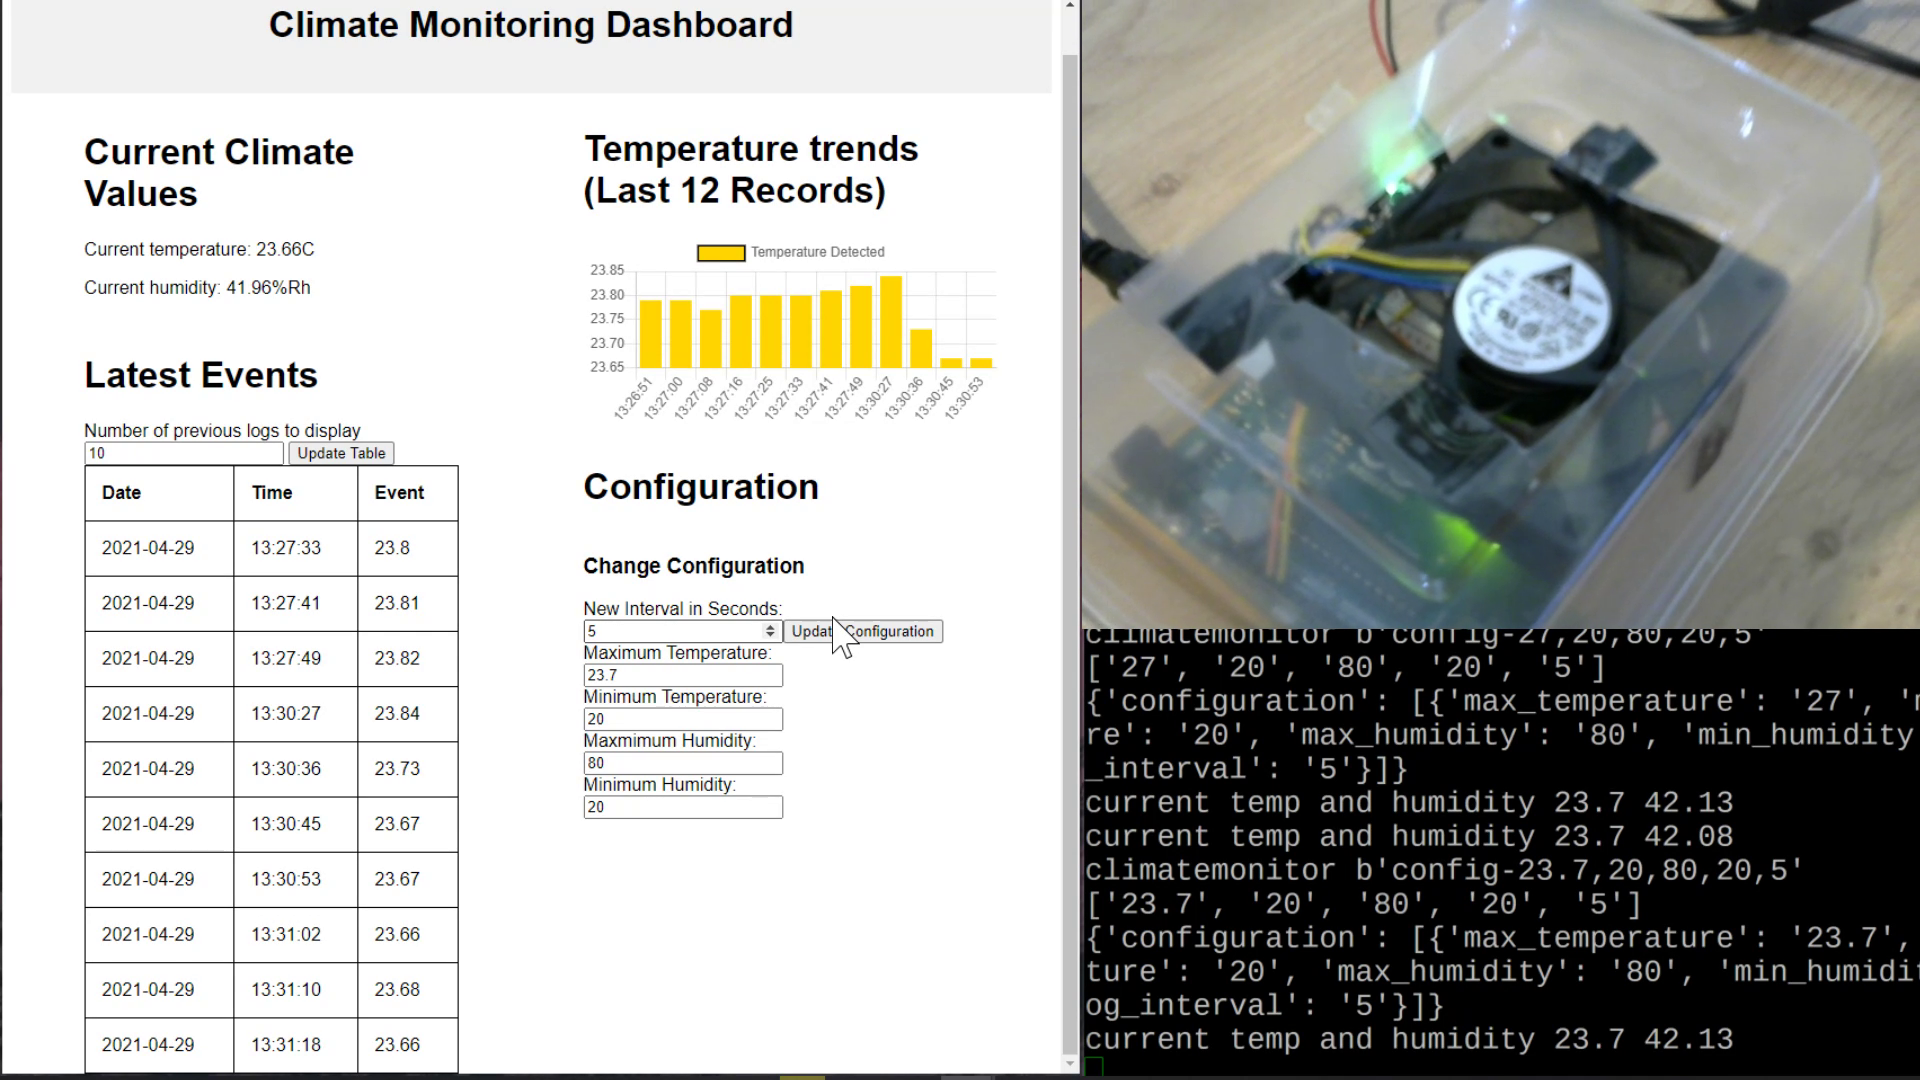 Climate Monitoring Dashboard
Current Climate
Values
Current temperature: 23.66C
Current humidity: 41.96%Rh
Latest Events
Number of previous logs to display
10
Update Table
Date Time Event
2021-04-29 13:27:33 23.8
2021-04-29 13:27:41 23.81
2021-04-29 13:27:49 23.82
2021-04-29 13:30:27 23.84
2021-04-29 13:30:36 23.73
2021-04-29 13:30:45 23.67
2021-04-29 13:30:53 23.67
2021-04-29 13:31:02 23.66
2021-04-29 13:31:10 23.68
2021-04-29 13:31:18 23.66
Temperature trends
(Last 12 Records)
Temperature Detected
23.85
23.80
23.75
23.70
23.65
13:26:51
13:27:00
13:27:08
13:27:16
13:27:25
13:27:33
13:27:41
13:27:49
13:30:27
13:30:36
13:30:45
13:30:53
Configuration
Change Configuration
New Interval in Seconds:
5
Update Configuration
Maximum Temperature:
23.7
Minimum Temperature:
20
Maxmimum Humidity:
80
Minimum Humidity:
20
climatemonitor b'config-27,20,80,20,5'
['27', '20', '80', '20', '5']
{'configuration': [{'max_temperature': '27', '
re': '20', 'max_humidity': '80', 'min_humidity
_interval': '5'}]}
current temp and humidity 23.7 42.13
current temp and humidity 23.7 42.08
climatemonitor b'config-23.7,20,80,20,5'
['23.7', '20', '80', '20', '5']
{'configuration': [{'max_temperature': '23.7',
ture': '20', 'max_humidity': '80', 'min_humidit
og_interval': '5'}]}
current temp and humidity 23.7 42.13